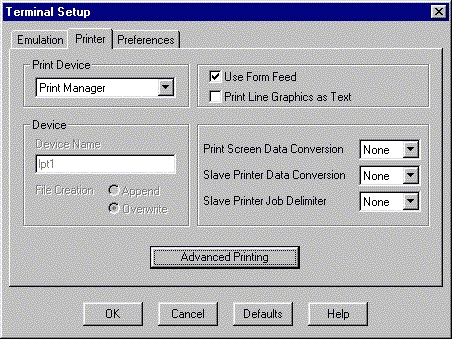 Terminal Setup
Emulation Printer Preferences
Print Device
Print Manager
Use Form Feed
Print Line Graphics as Text
Device
Device Name
lpt1
File Creation Append
Overwrite
Print Screen Data Conversion None
Slave Printer Data Conversion None
Slave Printer Job Delimiter None
Advanced Printing
OK Cancel Defaults Help